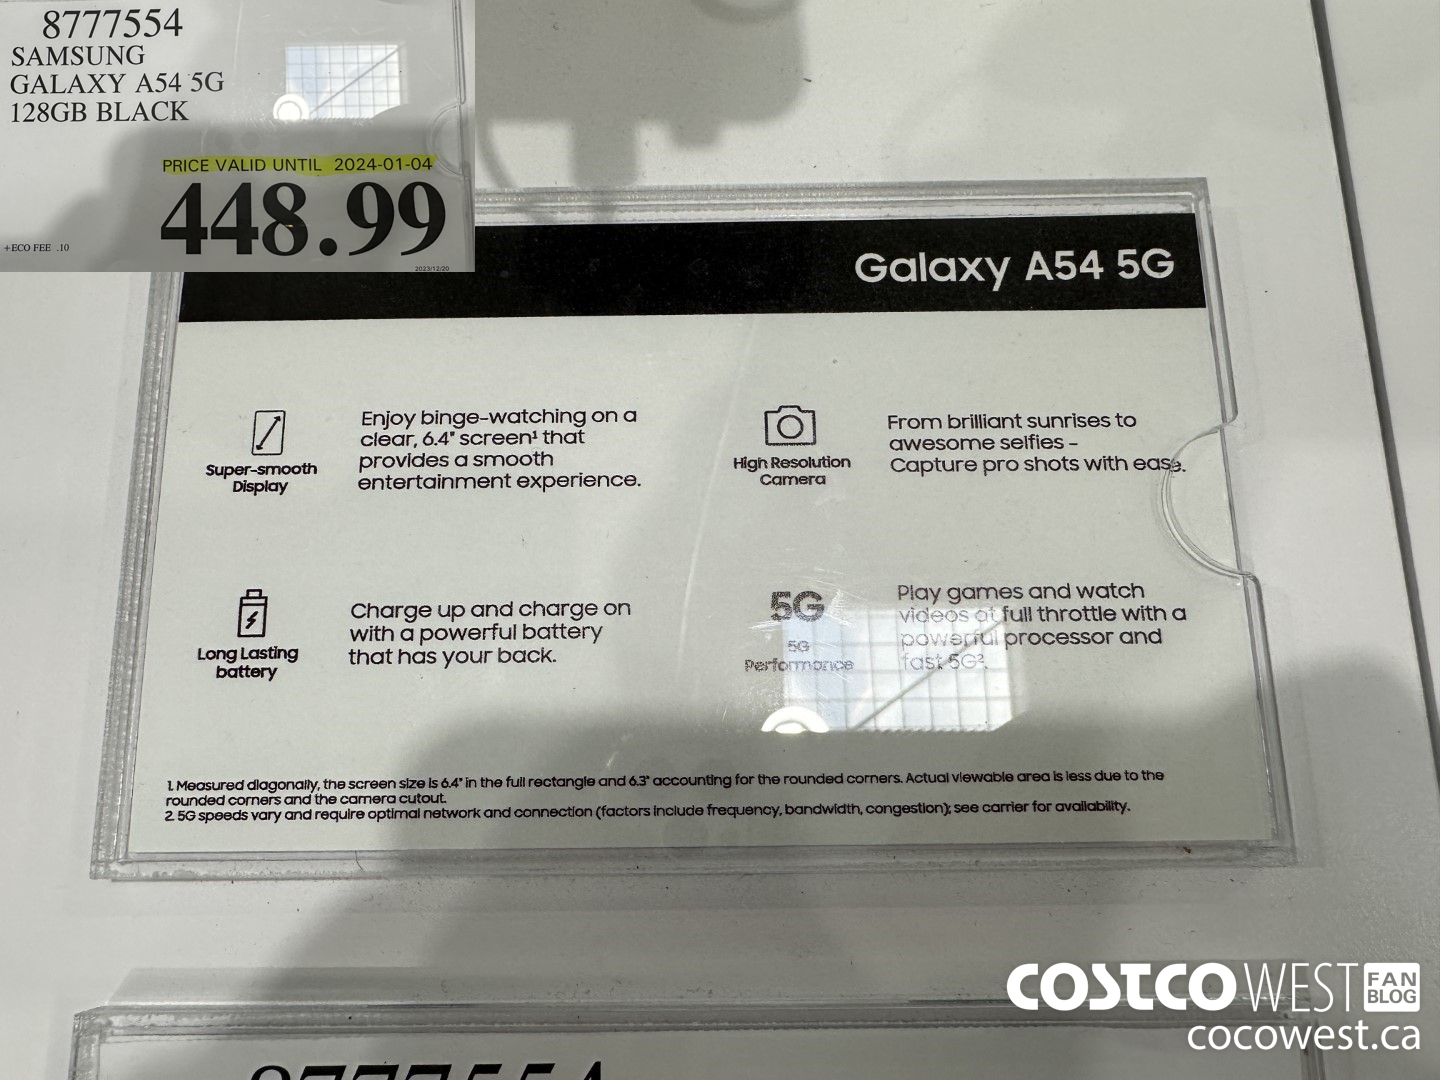 8777554
SAMSUNG
GALAXY A54 5G
128GB BLACK
PRICE VALID UNTIL 2024-01-04
448.99
+ECO FEE .10
2023/12/20
Galaxy A54 5G
Super-smooth
Display
Enjoy binge-watching on a
clear, 6.4" screen¹ that
provides a smooth
entertainment experience.
High Resolution
Camera
From brilliant sunrises to
awesome selfies –
Capture pro shots with ease.
Long Lasting
battery
Charge up and charge on
with a powerful battery
that has your back.
5G
5G
Performance
Play games and watch
videos at full throttle with a
powerful processor and
fast 5G².
1. Measured diagonally, the screen size is 6.4" in the full rectangle and 6.3" accounting for the rounded corners. Actual viewable area is less due to the
rounded corners and the camera cutout.
2. 5G speeds vary and require optimal network and connection (factors include frequency, bandwidth, congestion); see carrier for availability.
8777554
COSTCO WEST FAN BLOG
cocowest.ca